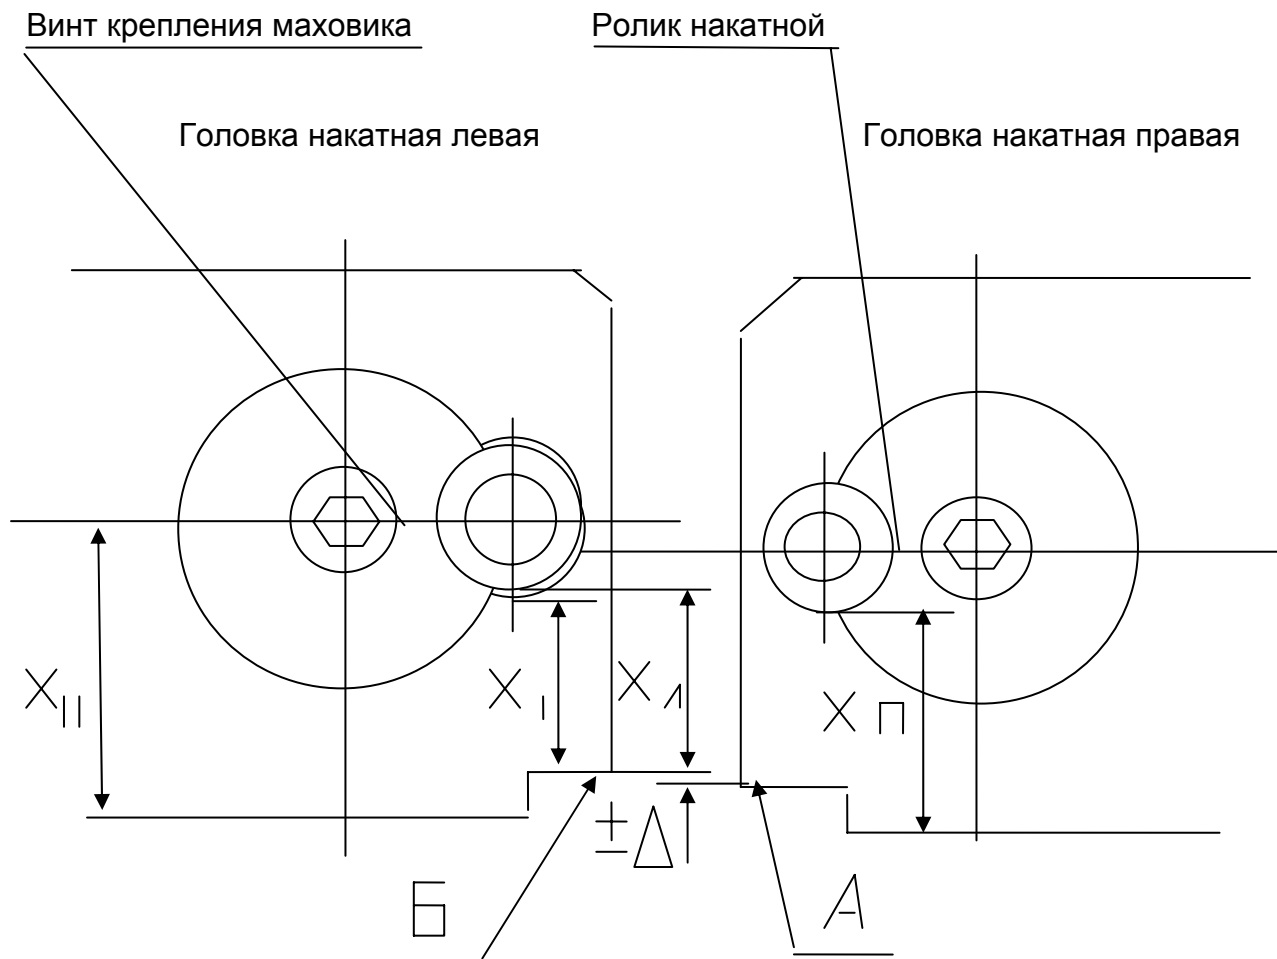 Винт крепления маховика
Ролик накатной
Головка накатная левая
Головка накатная правая
X II
X I
X Л
X П
±Δ
Б
А